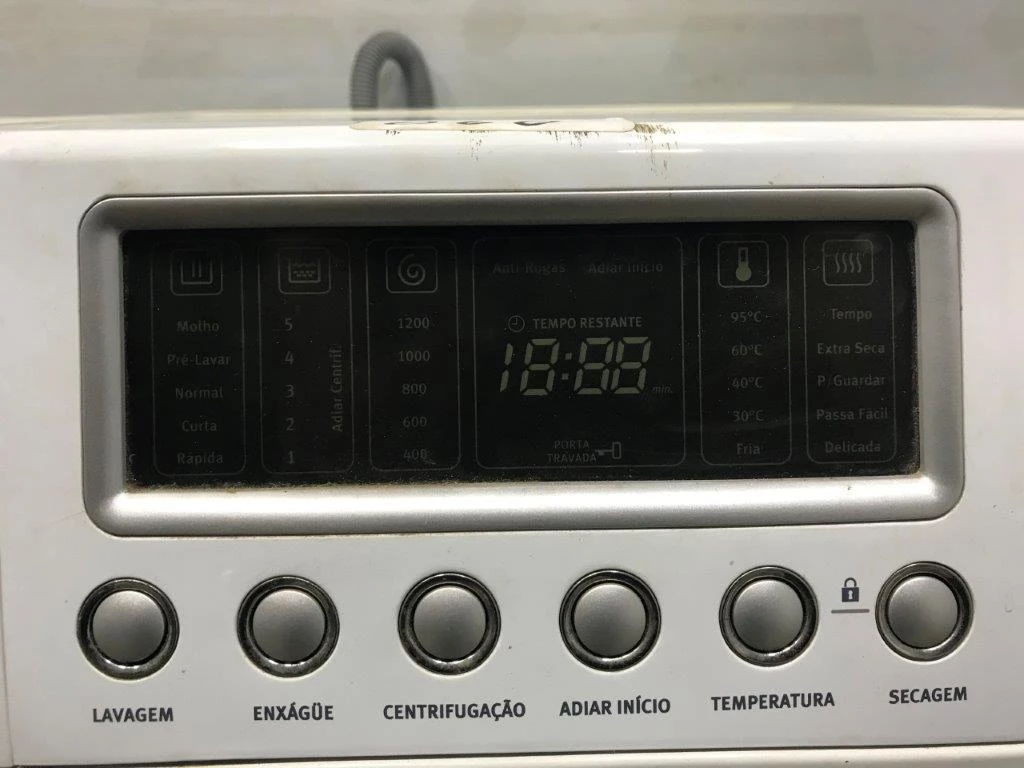 Anti-Rugas Adiar Início
Molho
Pré-Lavar
Normal
Curta
Rápida
5
4
3
2
1
Adiar Centrif.
1200
1000
800
600
400
TEMPO RESTANTE
18:88
min.
PORTA
TRAVADA
95°C
60°C
40°C
30°C
Fria
Tempo
Extra Seca
P/Guardar
Passa Fácil
Delicada
LAVAGEM
ENXÁGÜE
CENTRIFUGAÇÃO
ADIAR INÍCIO
TEMPERATURA
SECAGEM